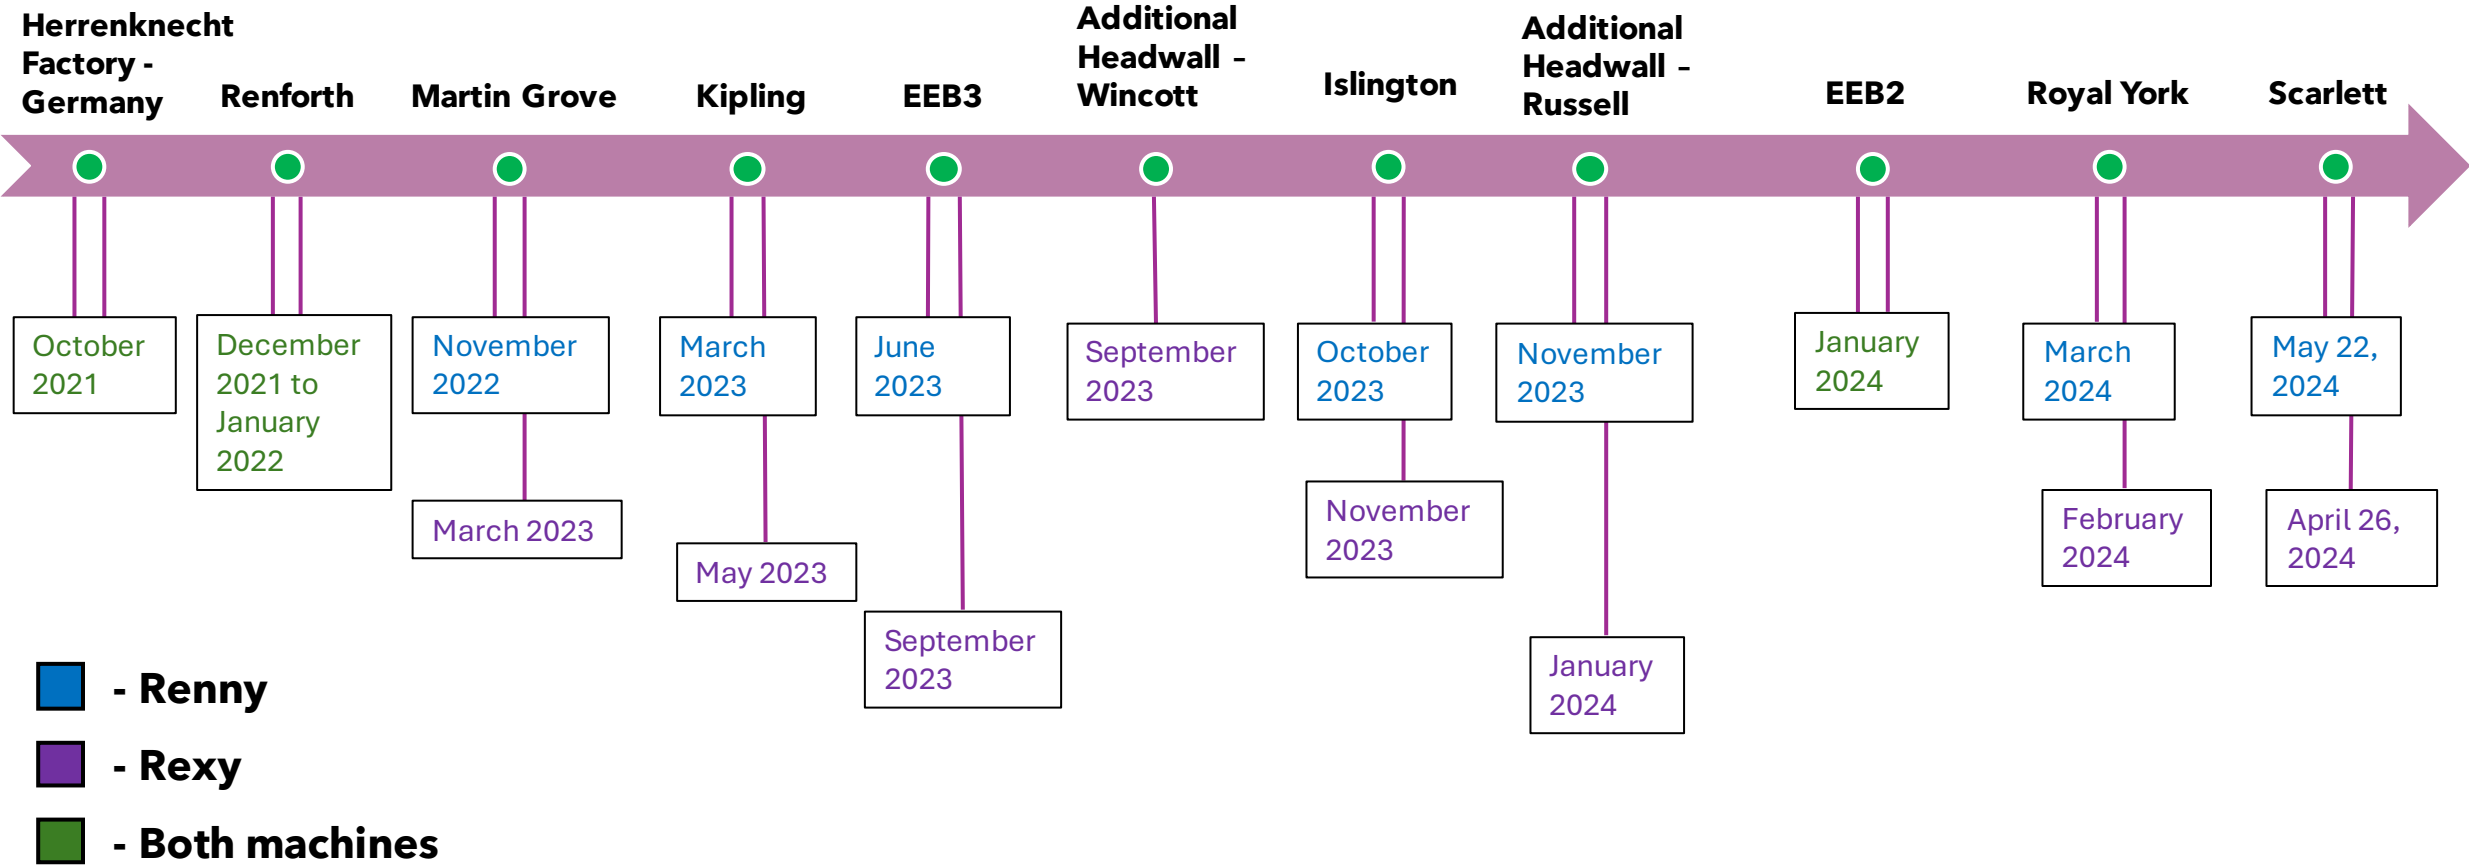 Herrenknecht
Factory -
Germany
Renforth
Martin Grove
Kipling
EEB3
Additional
Headwall –
Wincott
Islington
Additional
Headwall –
Russell
EEB2
Royal York
Scarlett
October
2021
December
2021 to
January
2022
November
2022
March 2023
March
2023
May 2023
June
2023
September
2023
September
2023
October
2023
November
2023
November
2023
January
2024
January
2024
March
2024
February
2024
May 22,
2024
April 26,
2024
- Renny
- Rexy
- Both machines